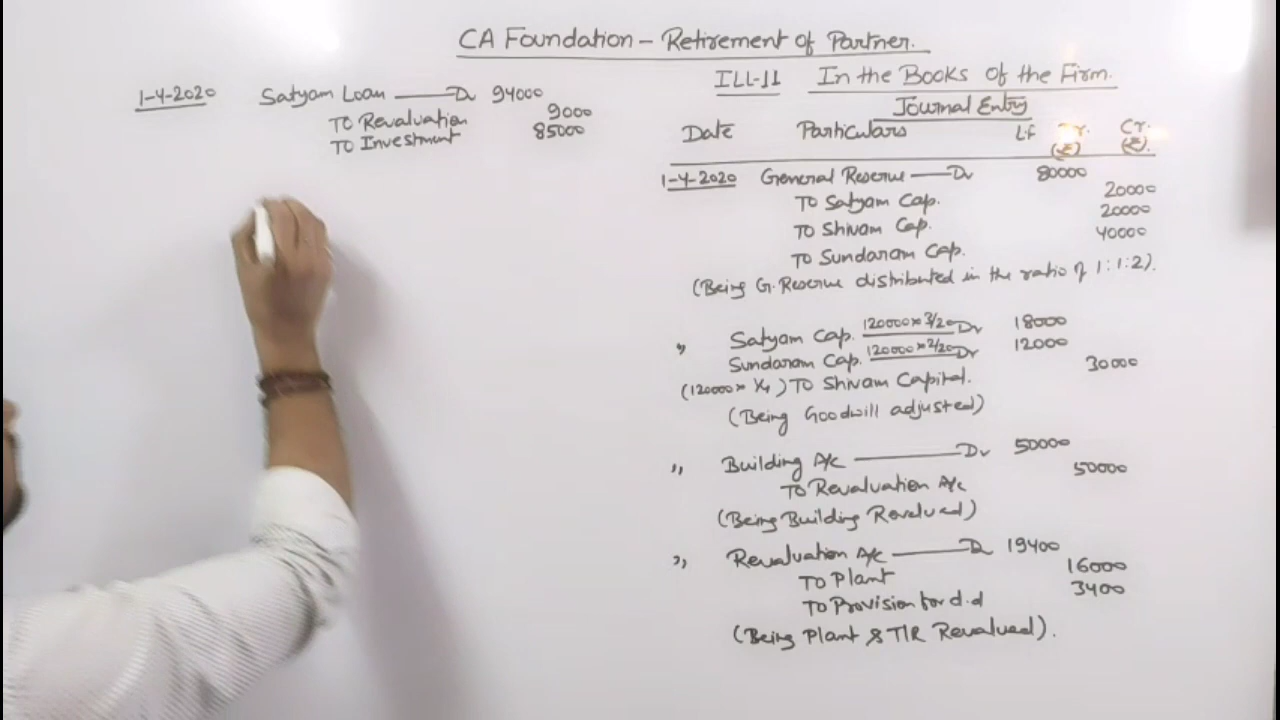 CA Foundation - Retirement of Partner.
1-4-2020 Satyam Loan —— Dr 94000
To Revaluation 9000
To Investment 85000
ILL-11 In the Books of the Firm.
Journal Entry
Date Particulars Lf Dr. (₹) Cr. (₹)
1-4-2020 General Reserve —— Dr 80000
To Satyam Cap. 20000
To Shivam Cap. 20000
To Sundaram Cap. 40000
(Being G. Reserve distributed in the ratio of 1:1:2).
,, Satyam Cap. 120000 x 3/20 Dr 18000
Sundaram Cap. 120000 x 2/20 Dr 12000
(120000 x 1/4) To Shivam Capital. 30000
(Being Goodwill adjusted)
,, Building A/c —— Dr 50000
To Revaluation A/c 50000
(Being Building Revalued)
,, Revaluation A/c —— Dr 19400
To Plant 16000
To Provision for d.d 3400
(Being Plant & T/R Revalued).